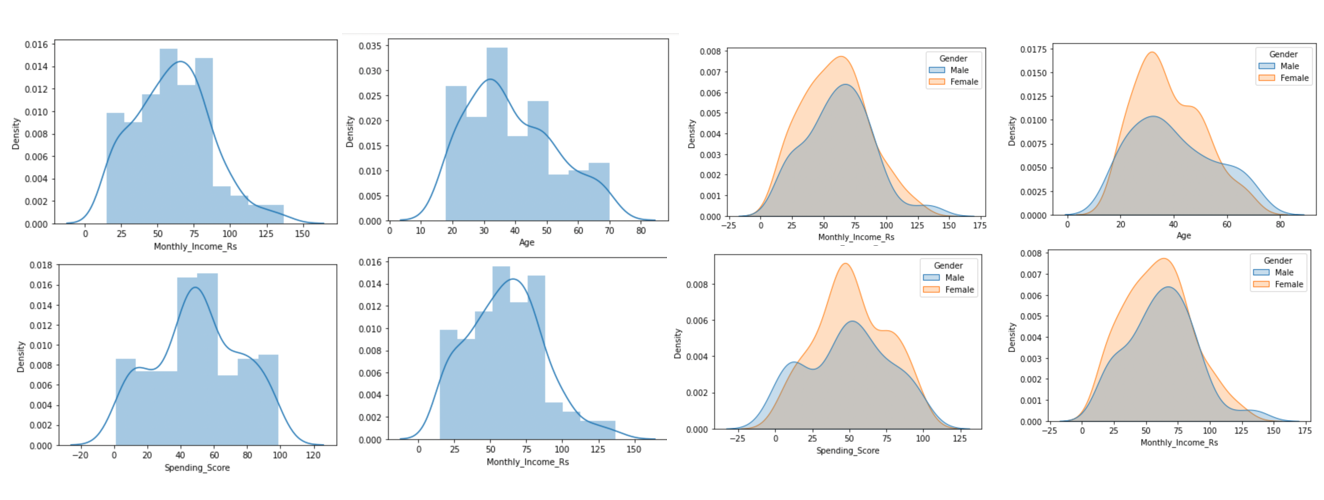 0.016
0.014
0.012
0.010
0.008
0.006
0.004
0.002
0.000
Density
0 25 50 75 100 125 150
Monthly_Income_Rs
0.035
0.030
0.025
0.020
0.015
0.010
0.005
0.000
Density
0 10 20 30 40 50 60 70 80
Age
0.008
0.007
0.006
0.005
0.004
0.003
0.002
0.001
0.000
Density
Gender
Male
Female
−25 0 25 50 75 100 125 150 175
Monthly_Income_Rs
0.0175
0.0150
0.0125
0.0100
0.0075
0.0050
0.0025
0.0000
Density
Gender
Male
Female
0 20 40 60 80
Age
0.018
0.016
0.014
0.012
0.010
0.008
0.006
0.004
0.002
0.000
Density
−20 0 20 40 60 80 100 120
Spending_Score
0.016
0.014
0.012
0.010
0.008
0.006
0.004
0.002
0.000
Density
0 25 50 75 100 125 150
Monthly_Income_Rs
0.008
0.006
0.004
0.002
0.000
Density
Gender
Male
Female
−25 0 25 50 75 100 125
Spending_Score
0.008
0.007
0.006
0.005
0.004
0.003
0.002
0.001
0.000
Density
Gender
Male
Female
−25 0 25 50 75 100 125 150 175
Monthly_Income_Rs